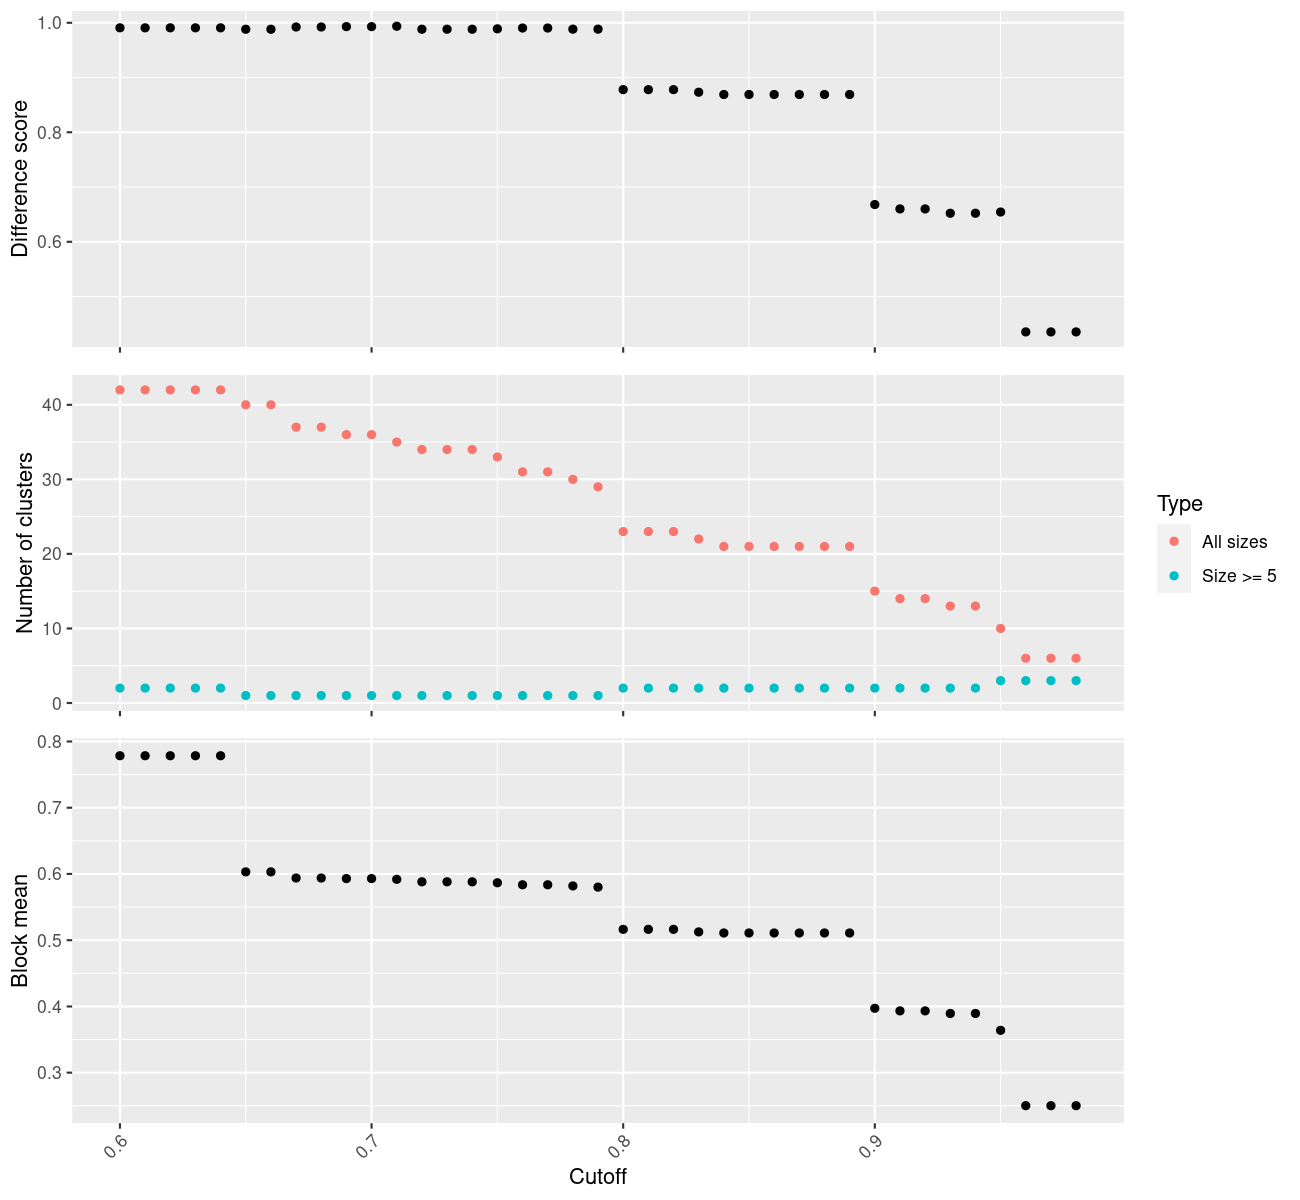 Difference score
1.0
0.8
0.6
Number of clusters
40
30
20
10
0
Type
All sizes
Size >= 5
Block mean
0.8
0.7
0.6
0.5
0.4
0.3
0.6
0.7
0.8
0.9
Cutoff